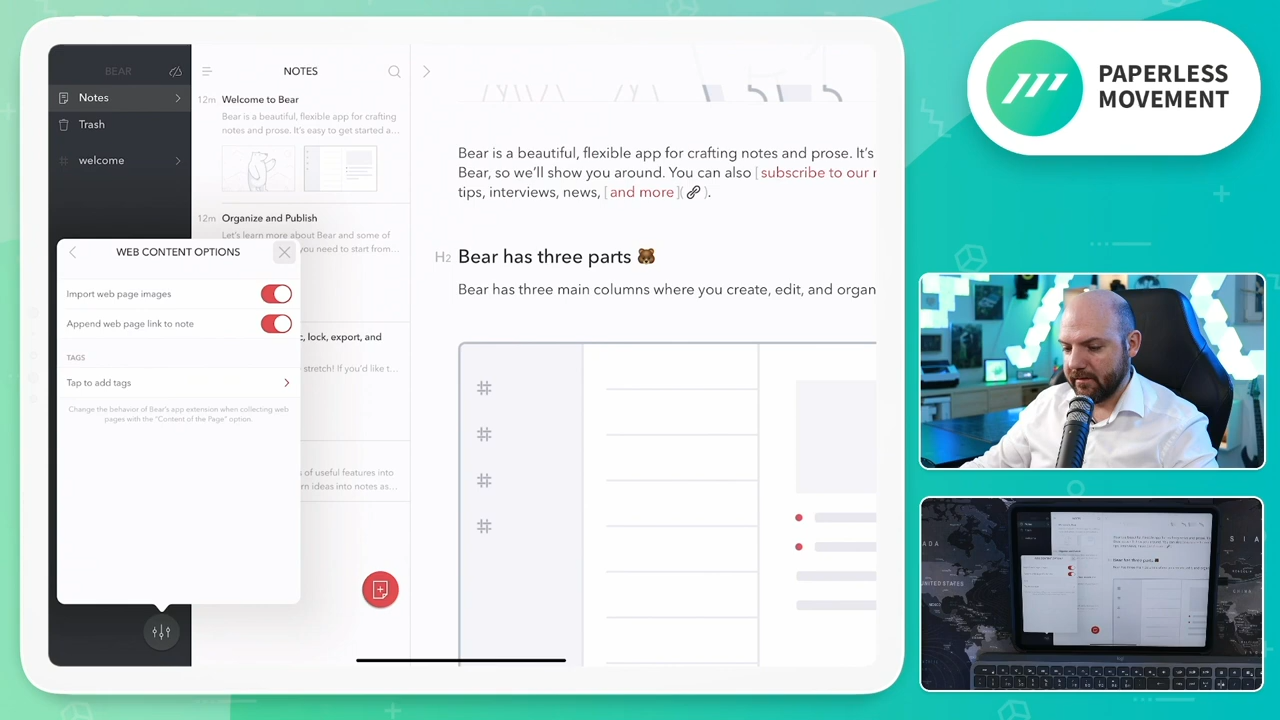 BEAR
Notes
Trash
welcome
NOTES
12m Welcome to Bear
Bear is a beautiful, flexible app for crafting
notes and prose. It's easy to get started a...
12m Organize and Publish
Let's learn more about Bear and some of
you need to start from...
c, lock, export, and
stretch! If you'd like t...
s of useful features into
rn ideas into notes as...
WEB CONTENT OPTIONS
Import web page images
Append web page link to note
TAGS
Tap to add tags
Change the behavior of Bear's app extension when collecting web
pages with the "Content of the Page" option.
Bear is a beautiful, flexible app for crafting notes and prose. It's
Bear, so we'll show you around. You can also [ subscribe to our n
tips, interviews, news, [ and more ]( ).
H2 Bear has three parts 🐻
Bear has three main columns where you create, edit, and organ
PAPERLESS
MOVEMENT
UNITED STATES